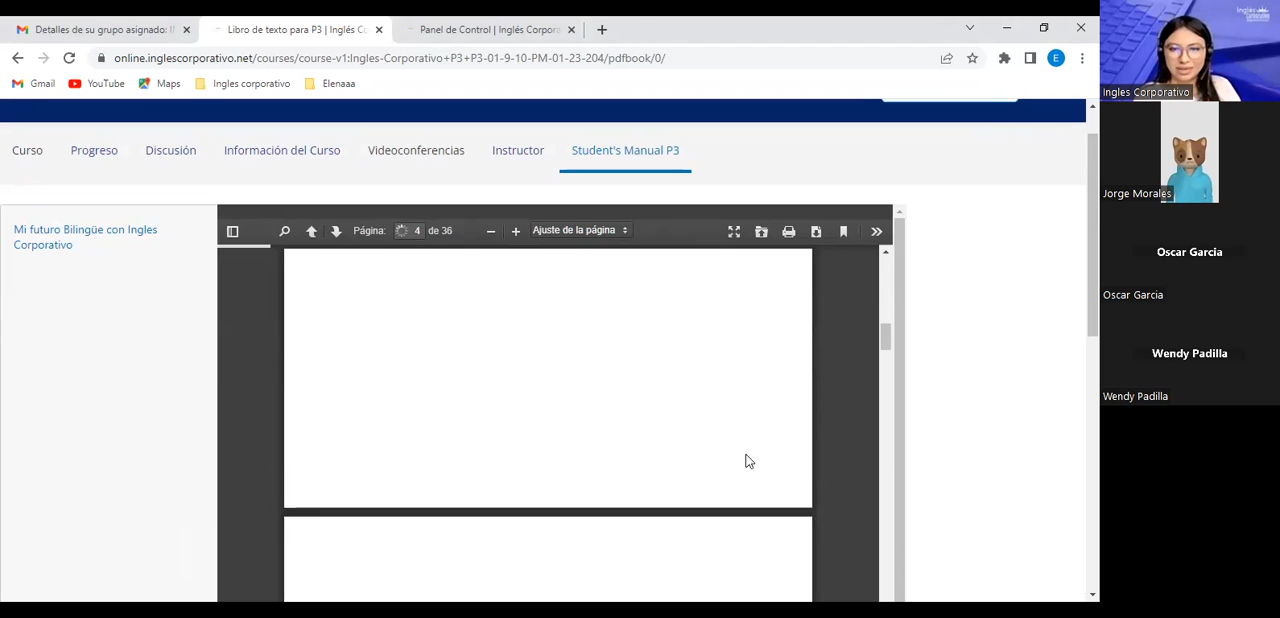 Detalles de su grupo asignado: I
Libro de texto para P3 | Inglés C
Panel de Control | Inglés Corpora
online.inglescorporativo.net/courses/course-v1:Ingles-Corporativo+P3+P3-01-9-10-PM-01-23-204/pdfbook/0/
E
Gmail
YouTube
Maps
Ingles corporativo
Elenaaa
Curso
Progreso
Discusión
Información del Curso
Videoconferencias
Instructor
Student's Manual P3
Mi futuro Bilingüe con Ingles
Corporativo
Página:
4
de 36
Ajuste de la página
Ingles Corporativo
Jorge Morales
Oscar Garcia
Oscar Garcia
Wendy Padilla
Wendy Padilla